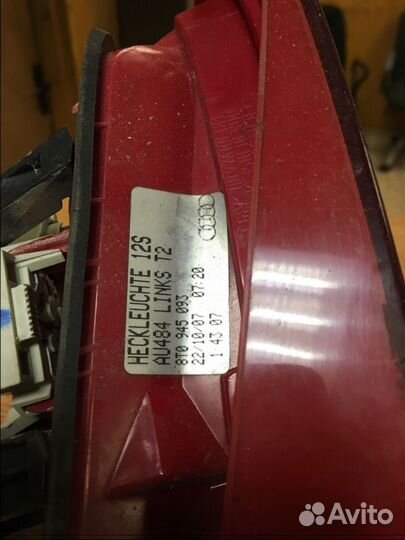 HECKLEUCHTE 12S
AU484 LINKS T2
8T0 945 093
22/10/07 07:20
1 43 07
Avito